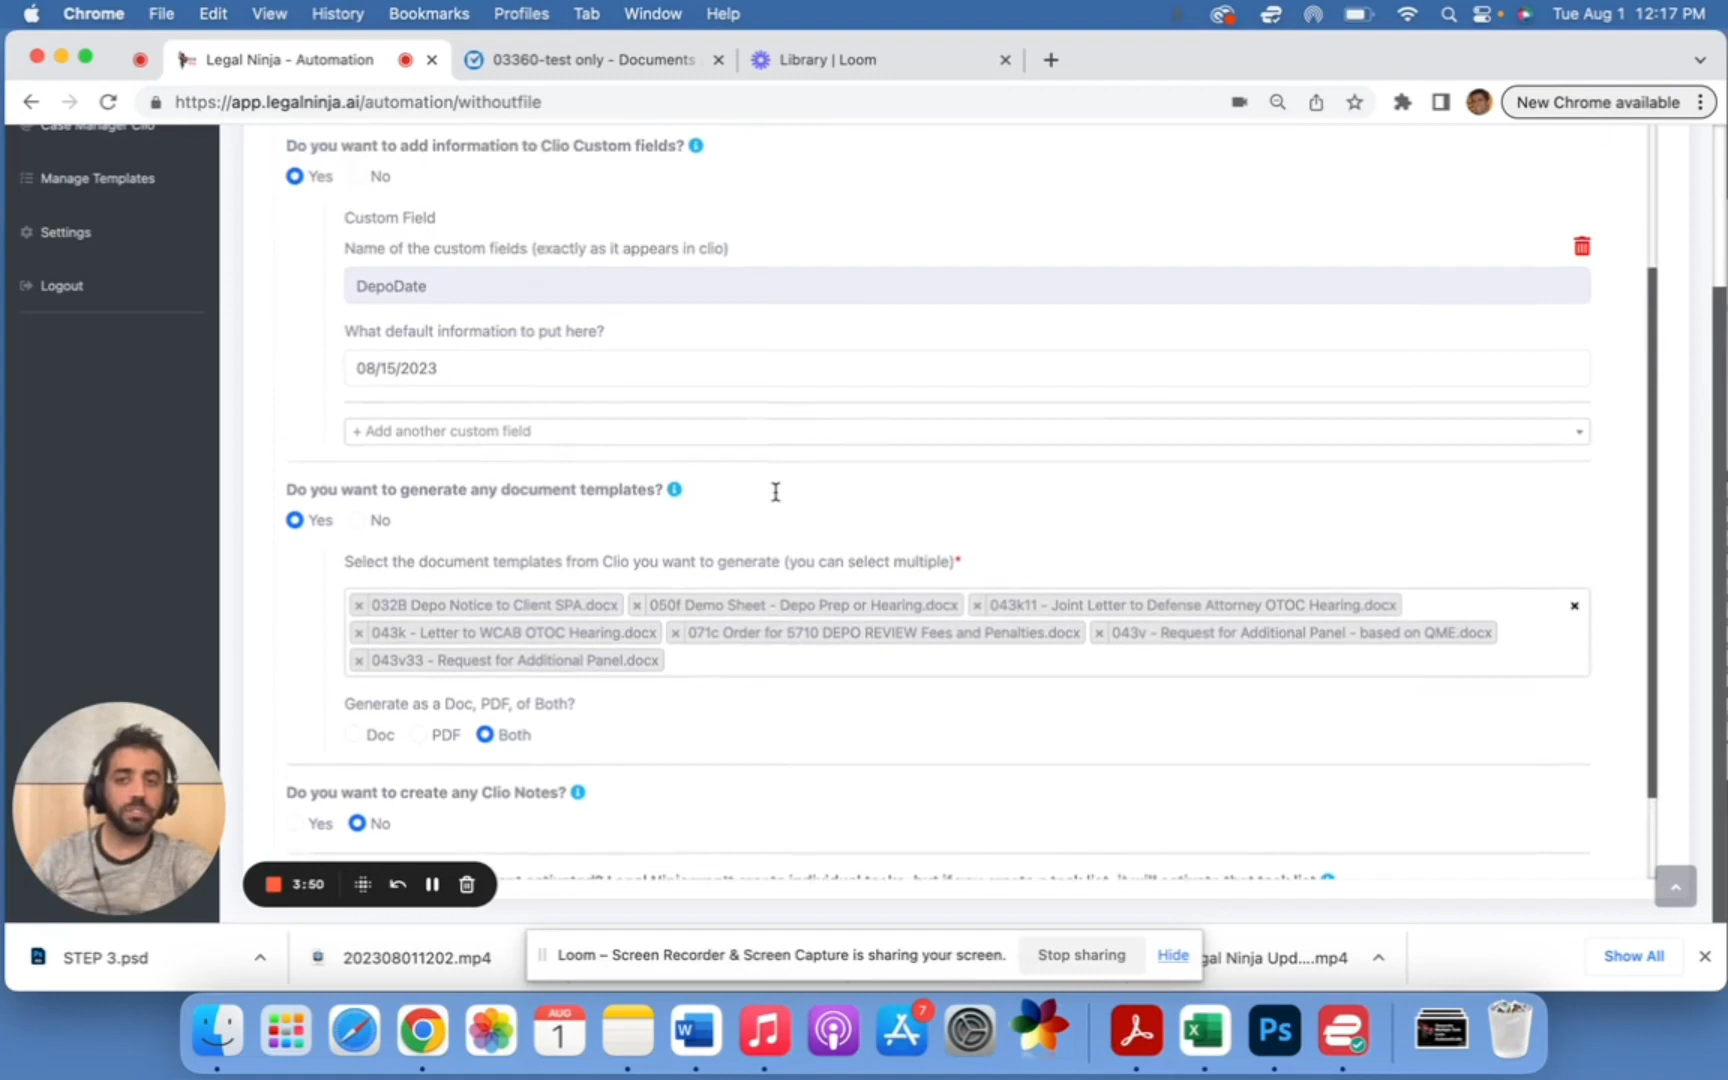 Chrome File Edit View History Bookmarks Profiles Tab Window Help Tue Aug 1 12:17 PM
Legal Ninja - Automation 03360-test only - Documents Library | Loom
https://app.legalninja.ai/automation/withoutfile New Chrome available
Case Manager Clio
Manage Templates
Settings
Logout
Do you want to add information to Clio Custom fields?
Yes No
Custom Field
Name of the custom fields (exactly as it appears in clio)
DepoDate
What default information to put here?
08/15/2023
+ Add another custom field
Do you want to generate any document templates?
Yes No
Select the document templates from Clio you want to generate (you can select multiple)*
× 032B Depo Notice to Client SPA.docx × 050f Demo Sheet - Depo Prep or Hearing.docx × 043k11 - Joint Letter to Defense Attorney OTOC Hearing.docx ×
× 043k - Letter to WCAB OTOC Hearing.docx × 071c Order for 5710 DEPO REVIEW Fees and Penalties.docx × 043v - Request for Additional Panel - based on QME.docx
× 043v33 - Request for Additional Panel.docx
Generate as a Doc, PDF, of Both?
Doc PDF Both
Do you want to create any Clio Notes?
Yes No
3:50
STEP 3.psd 202308011202.mp4 Loom – Screen Recorder & Screen Capture is sharing your screen. Stop sharing Hide gal Ninja Upd....mp4 Show All
AUG
1
7
Ps